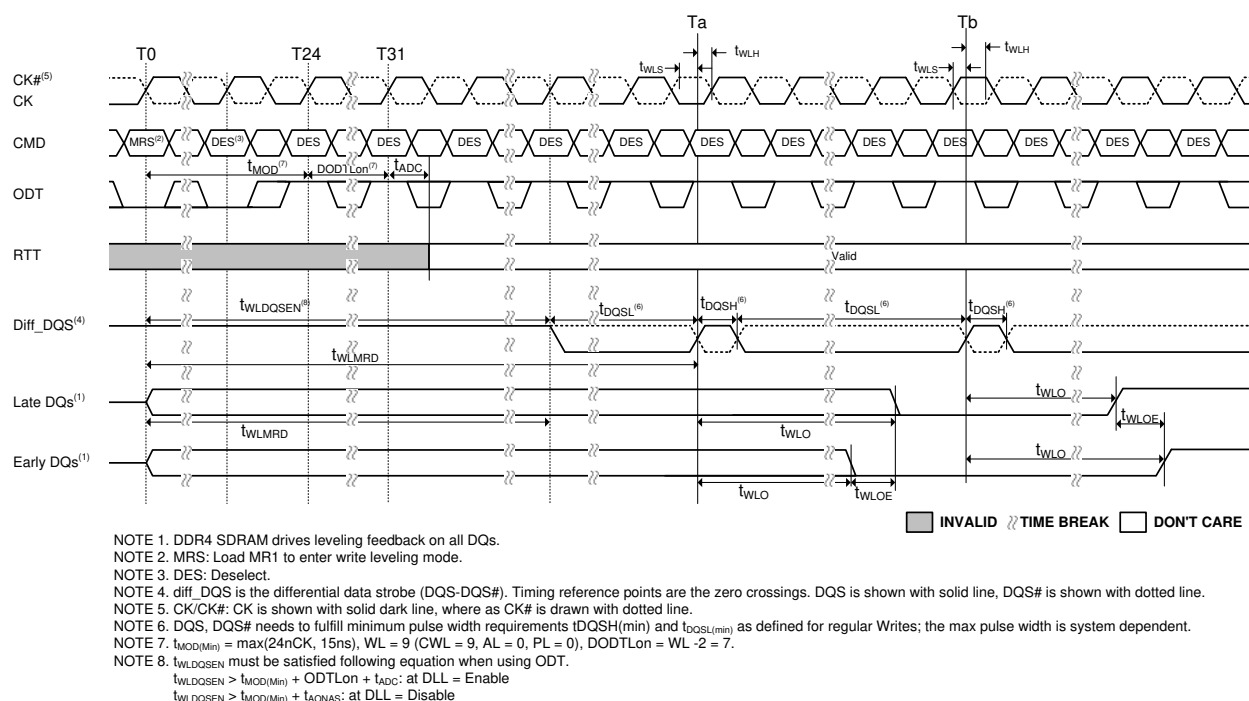 Ta Tb
T0 T24 T31
tWLH tWLH
tWLS tWLS
CK#(5)
CK
CMD MRS(2) DES(3) DES DES DES DES DES DES DES DES DES DES DES DES
tMOD(7) DODTLon(7) tADC
ODT
RTT Valid
tWLDQSEN(8) tDQSL(6) tDQSH(6) tDQSL(6) tDQSH(6)
Diff_DQS(4)
tWLMRD
Late DQs(1) tWLO
tWLMRD tWLO tWLOE
Early DQs(1) tWLO
tWLO tWLOE
INVALID TIME BREAK DON'T CARE
NOTE 1. DDR4 SDRAM drives leveling feedback on all DQs.
NOTE 2. MRS: Load MR1 to enter write leveling mode.
NOTE 3. DES: Deselect.
NOTE 4. diff_DQS is the differential data strobe (DQS-DQS#). Timing reference points are the zero crossings. DQS is shown with solid line, DQS# is shown with dotted line.
NOTE 5. CK/CK#: CK is shown with solid dark line, where as CK# is drawn with dotted line.
NOTE 6. DQS, DQS# needs to fulfill minimum pulse width requirements tDQSH(min) and tDQSL(min) as defined for regular Writes; the max pulse width is system dependent.
NOTE 7. tMOD(Min) = max(24nCK, 15ns), WL = 9 (CWL = 9, AL = 0, PL = 0), DODTLon = WL -2 = 7.
NOTE 8. tWLDQSEN must be satisfied following equation when using ODT.
tWLDQSEN > tMOD(Min) + ODTLon + tADC: at DLL = Enable
tWLDQSEN > tMOD(Min) + tAONAS: at DLL = Disable